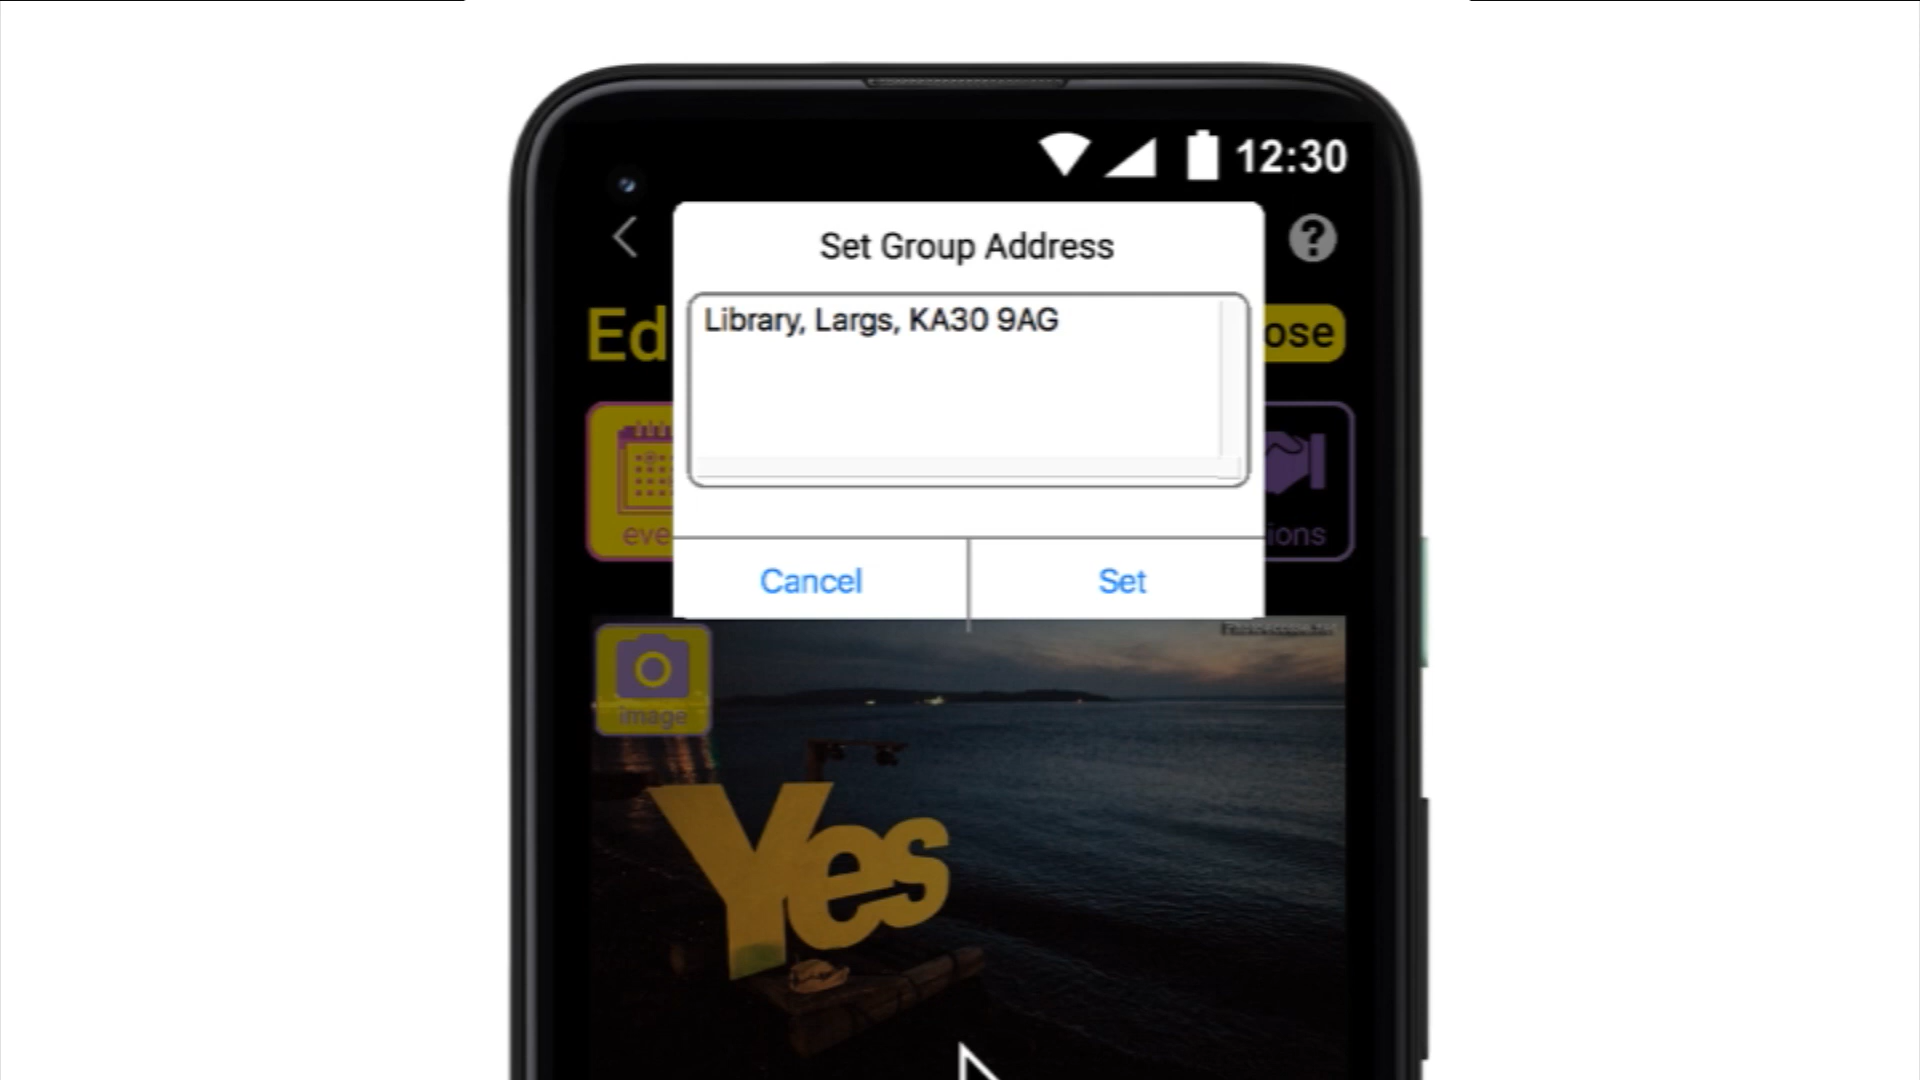 12:30
Set Group Address
?
Ed
ose
Library, Largs, KA30 9AG
eve
ions
Cancel
Set
image
Yes